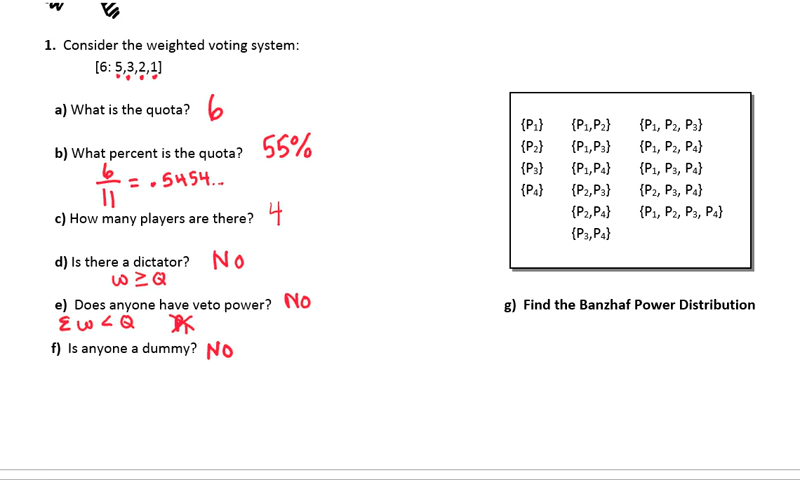 1. Consider the weighted voting system:
[6: 5,3,2,1]
a) What is the quota? 6
b) What percent is the quota? 55%
6/11 = .5454..
c) How many players are there? 4
d) Is there a dictator? NO
W ≥ Q
e) Does anyone have veto power? NO
Σ W < Q
f) Is anyone a dummy? NO
{P₁} {P₁,P₂} {P₁, P₂, P₃}
{P₂} {P₁,P₃} {P₁, P₂, P₄}
{P₃} {P₁,P₄} {P₁, P₃, P₄}
{P₄} {P₂,P₃} {P₂, P₃, P₄}
{P₂,P₄} {P₁, P₂, P₃, P₄}
{P₃,P₄}
g) Find the Banzhaf Power Distribution